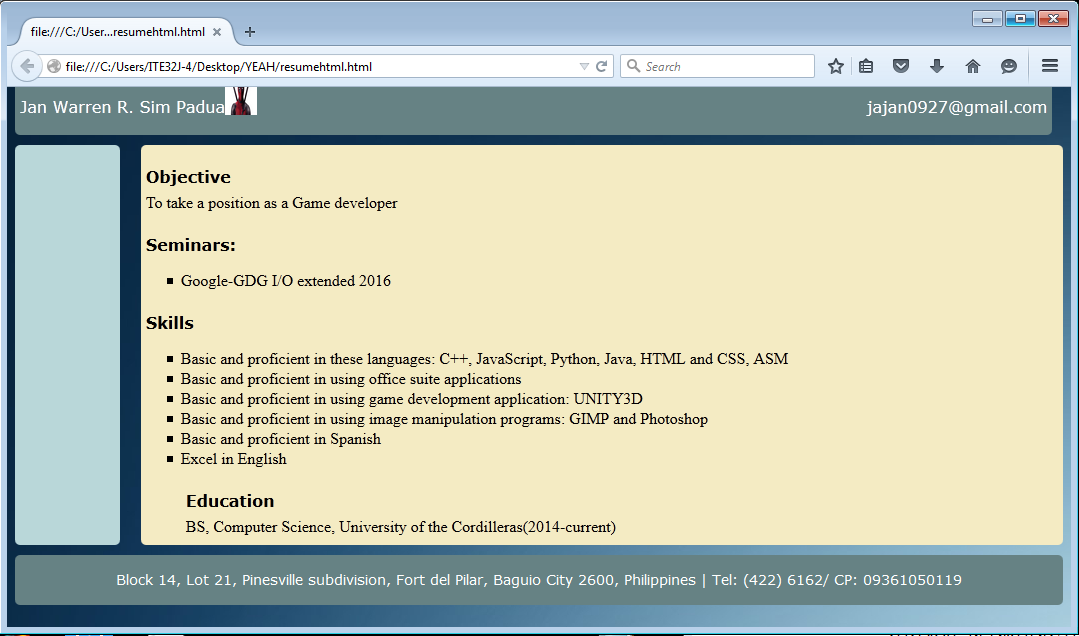 file:///C:/User...resumehtml.html
file:///C:/Users/ITE32J-4/Desktop/YEAH/resumehtml.html
Search
Jan Warren R. Sim Padua
jajan0927@gmail.com
Objective
To take a position as a Game developer
Seminars:
Google-GDG I/O extended 2016
Skills
Basic and proficient in these languages: C++, JavaScript, Python, Java, HTML and CSS, ASM
Basic and proficient in using office suite applications
Basic and proficient in using game development application: UNITY3D
Basic and proficient in using image manipulation programs: GIMP and Photoshop
Basic and proficient in Spanish
Excel in English
Education
BS, Computer Science, University of the Cordilleras(2014-current)
Block 14, Lot 21, Pinesville subdivision, Fort del Pilar, Baguio City 2600, Philippines | Tel: (422) 6162/ CP: 09361050119